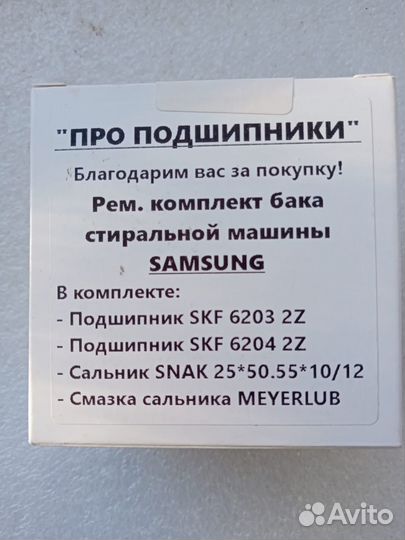 "ПРО ПОДШИПНИКИ"
Благодарим вас за покупку!
Рем. комплект бака
стиральной машины
SAMSUNG
В комплекте:
- Подшипник SKF 6203 2Z
- Подшипник SKF 6204 2Z
- Сальник SNAK 25*50.55*10/12
- Смазка сальника MEYERLUB
Avito